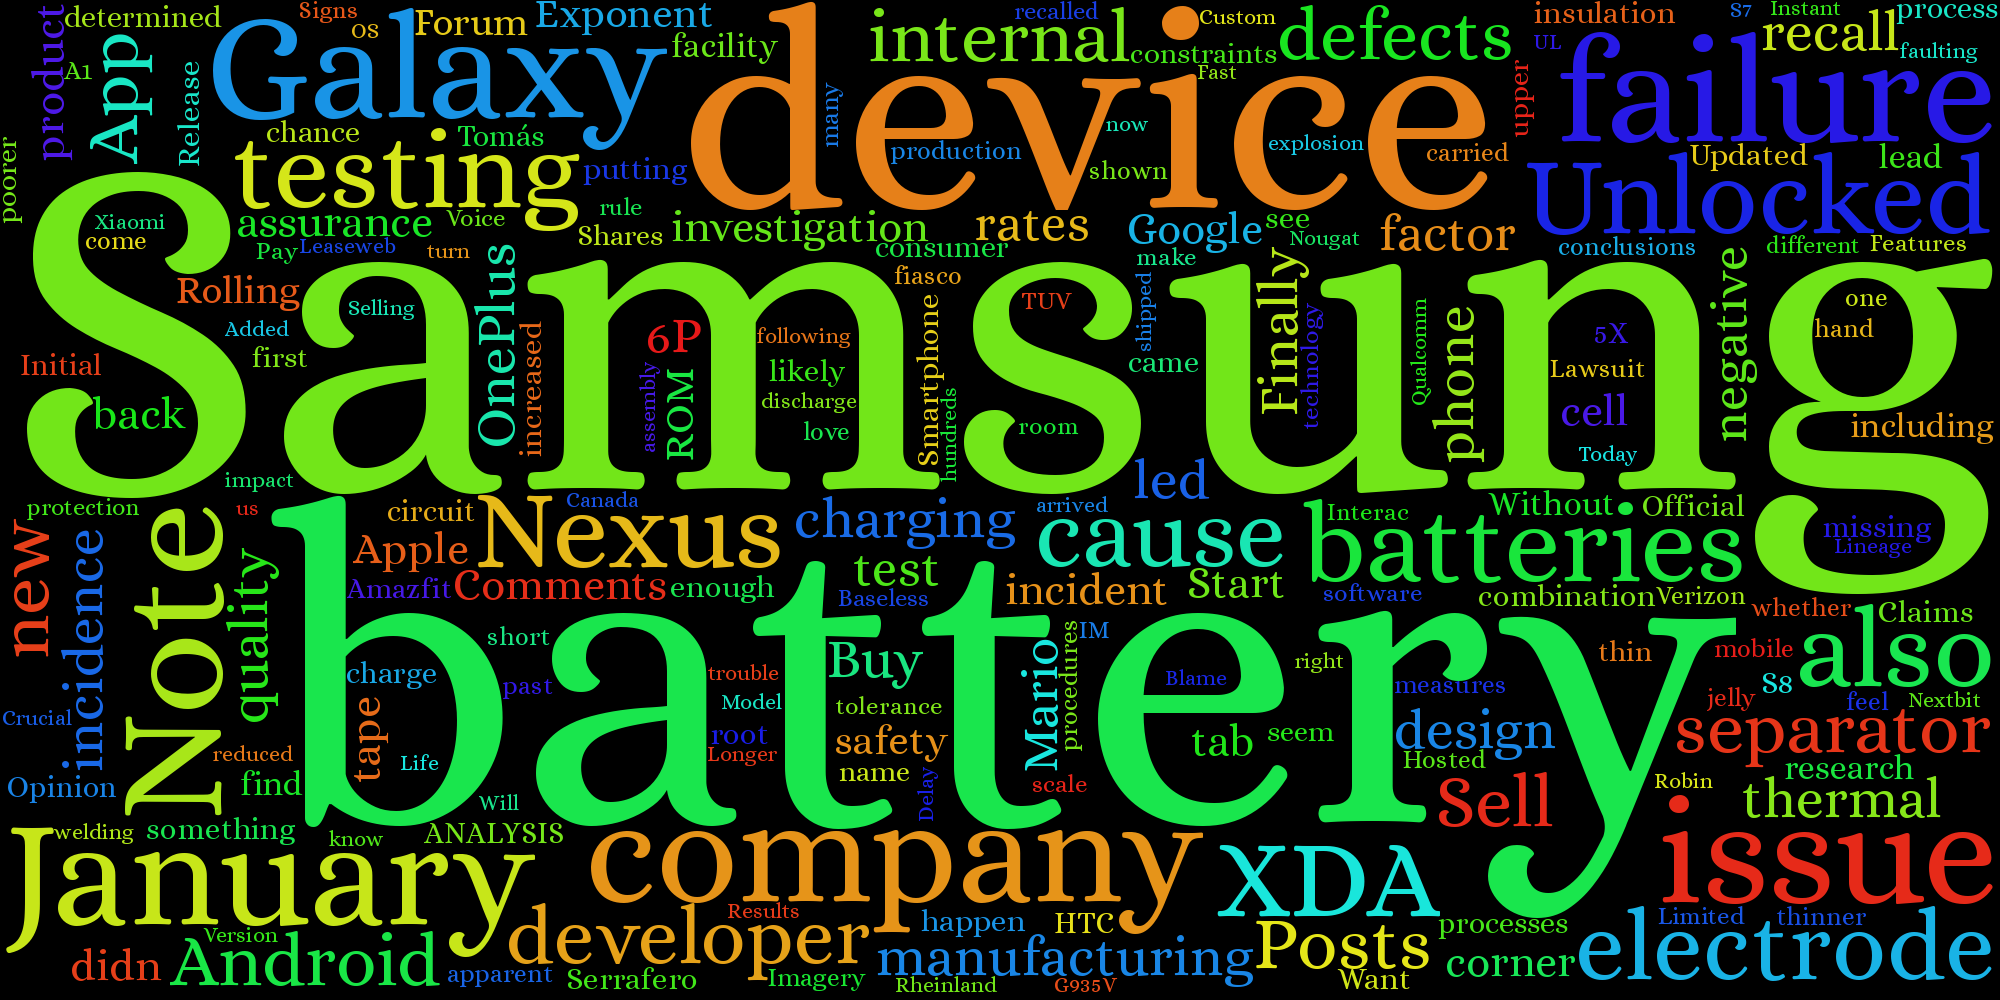 determined
Signs
OS
Forum
Exponent
recalled
Custom
insulation
S7
Instant
process
product
A1
App
Release
Galaxy
facility
internal
constraints
defects
UL
recall
faulting
Fast
device
failure
upper
many
chance
Tomás
testing
putting
production
now
shown
explosion
carried
Updated
lead
Unlocked
poorer
Xiaomi
come
assurance
Voice
rule
Shares
investigation
consumer
rates
Google
see
Nougat
factor
conclusions
different
Features
Pay
Leaseweb
turn
make
Samsung
Rolling
Selling
Added
first
Initial
back
OnePlus
increased
6P
ROM
assembly
following
likely
discharge
love
fiasco
Smartphone
hundreds
TUV
room
shipped
came
Finally
technology
Qualcomm
phone
5X
Lawsuit
cell
Today
negative
one
hand
including
impact
protection
us
circuit
Canada
Nexus
Apple
charging
arrived
led
cause
Interac
Without
Official
batteries
missing
Lineage
new
incidence
Note
quality
Amazfit
Comments
enough
test
Baseless
incident
Start
software
combination
Verizon
whether
Claims
battery
short
charge
past
tape
Life
trouble
Model
root
Longer
Buy
tolerance
safety
name
Delay
Mario
procedures
IM
scale
Blame
tab
seem
right
measures
design
Hosted
thin
mobile
also
S8
jelly
feel
Nextbit
separator
research
Robin
thermal
Crucial
Opinion
reduced
find
Will
Sell
issue
welding
something
know
ANALYSIS
January
company
XDA
Results
developer
happen
HTC
Posts
processes
Limited
thinner
electrode
didn
Version
Android
apparent
Serrafero
Imagery
manufacturing
Rheinland
G935V
Want
corner